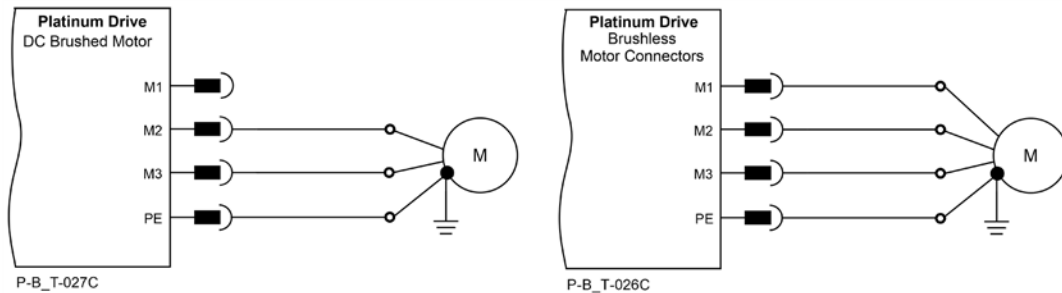 Platinum Drive
DC Brushed Motor
M1
M2
M3
PE
M
P-B_T-027C
Platinum Drive
Brushless
Motor Connectors
M1
M2
M3
PE
M
P-B_T-026C